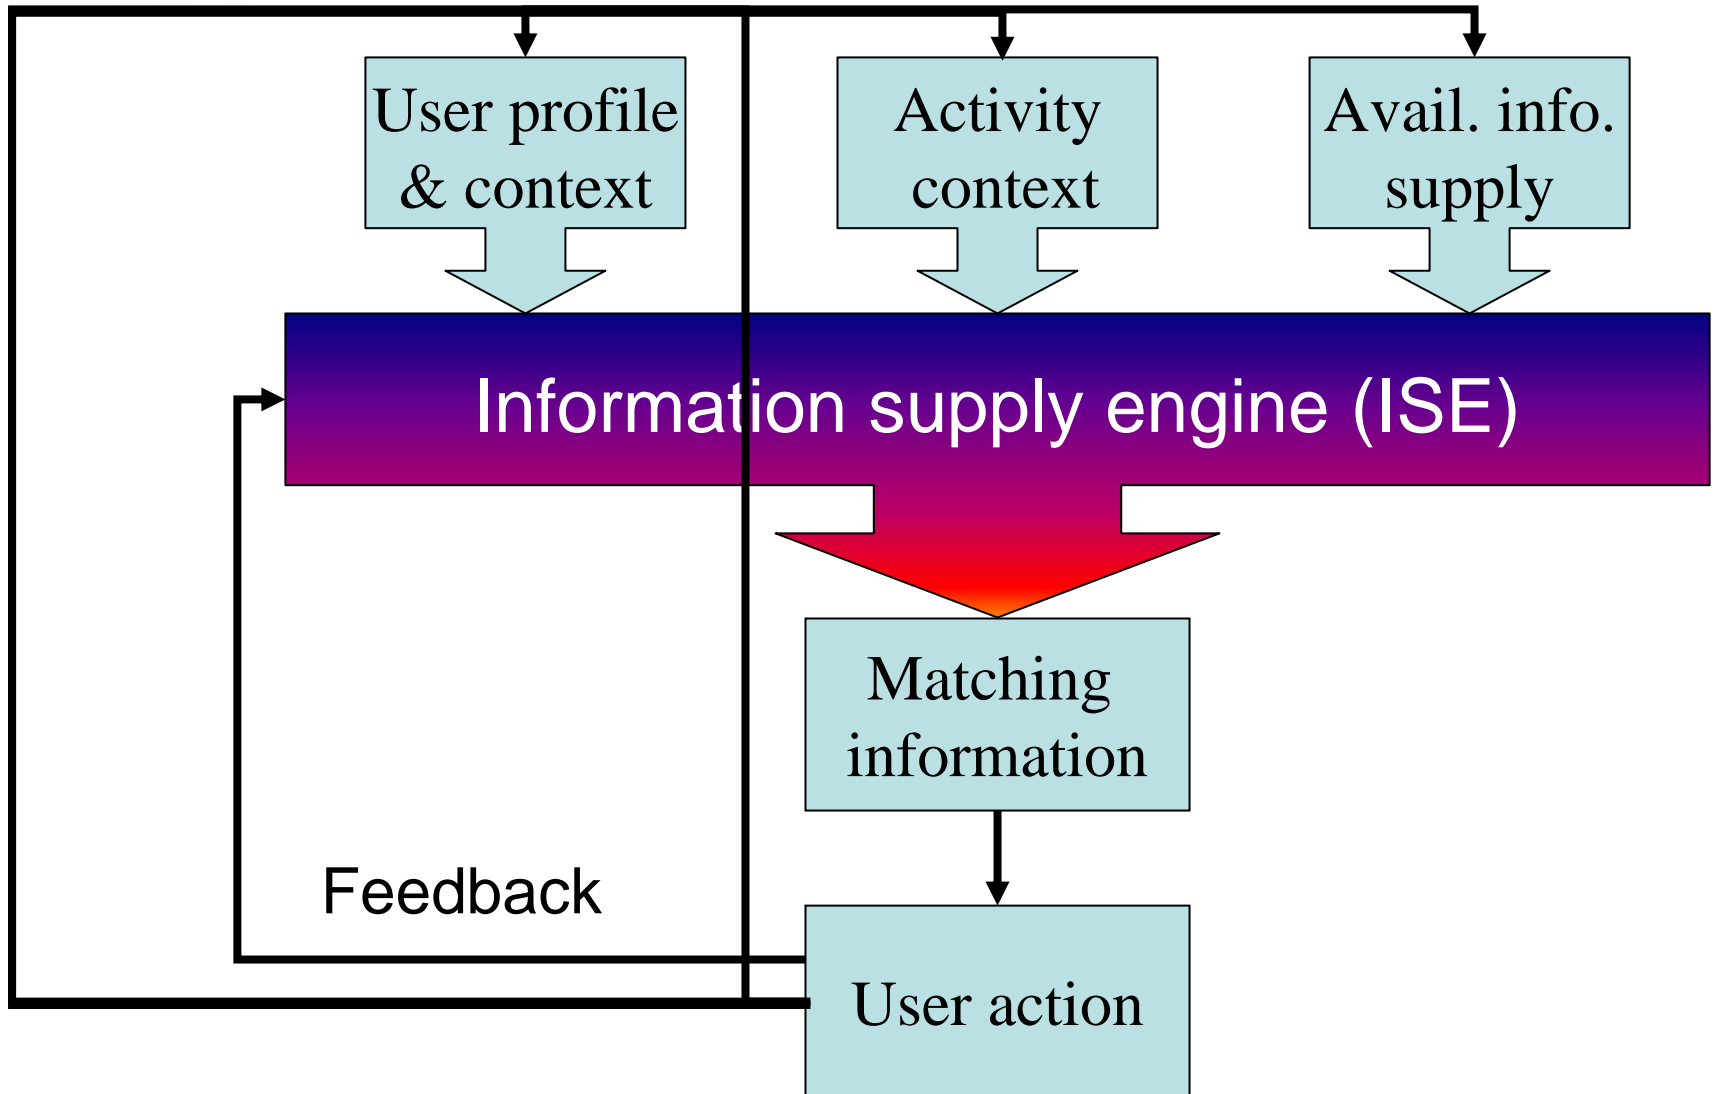 User profile
& context
Activity
context
Avail. info.
supply
Information supply engine (ISE)
Matching
information
Feedback
User action